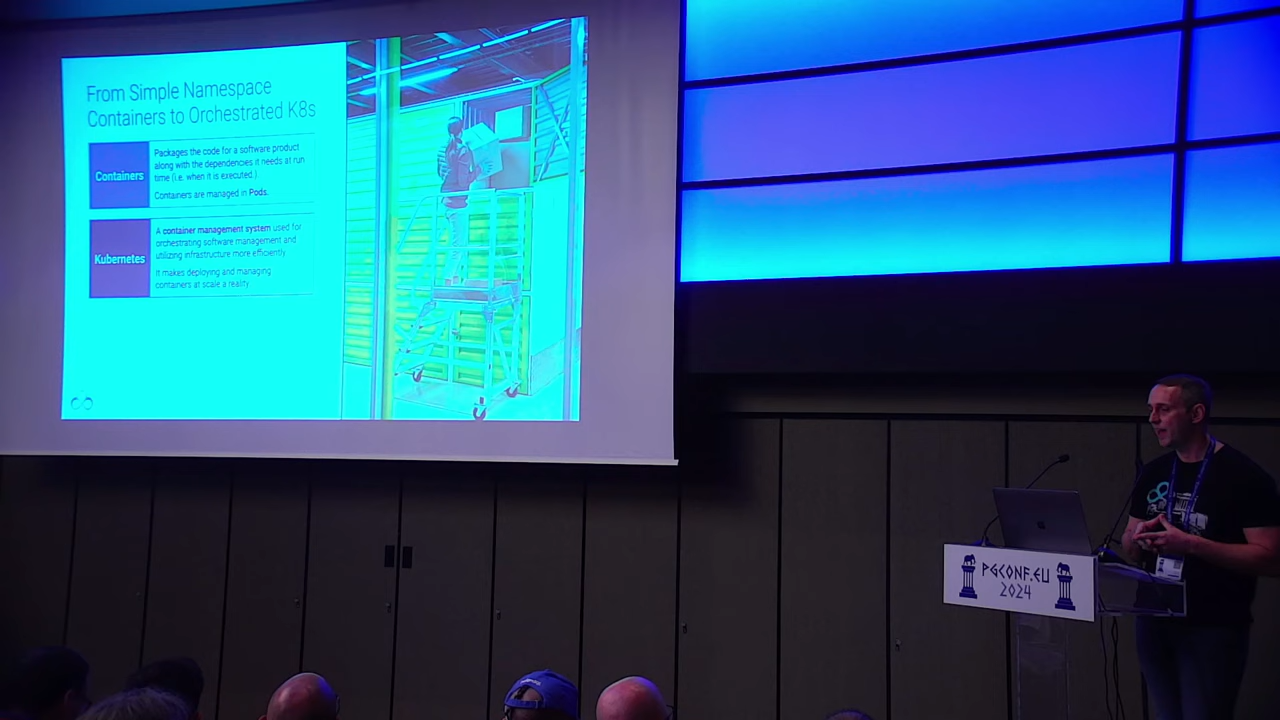 From Simple Namespace
Containers to Orchestrated K8s
Containers
Packages the code for a software product
along with the dependencies it needs at run
time (i.e. when it is executed ).
Containers are managed in Pods.
Kubernetes
A container management system used for
orchestrating software management and
utilizing infrastructure more efficiently
It makes deploying and managing
containers at scale a reality
PGCONF.EU
2024